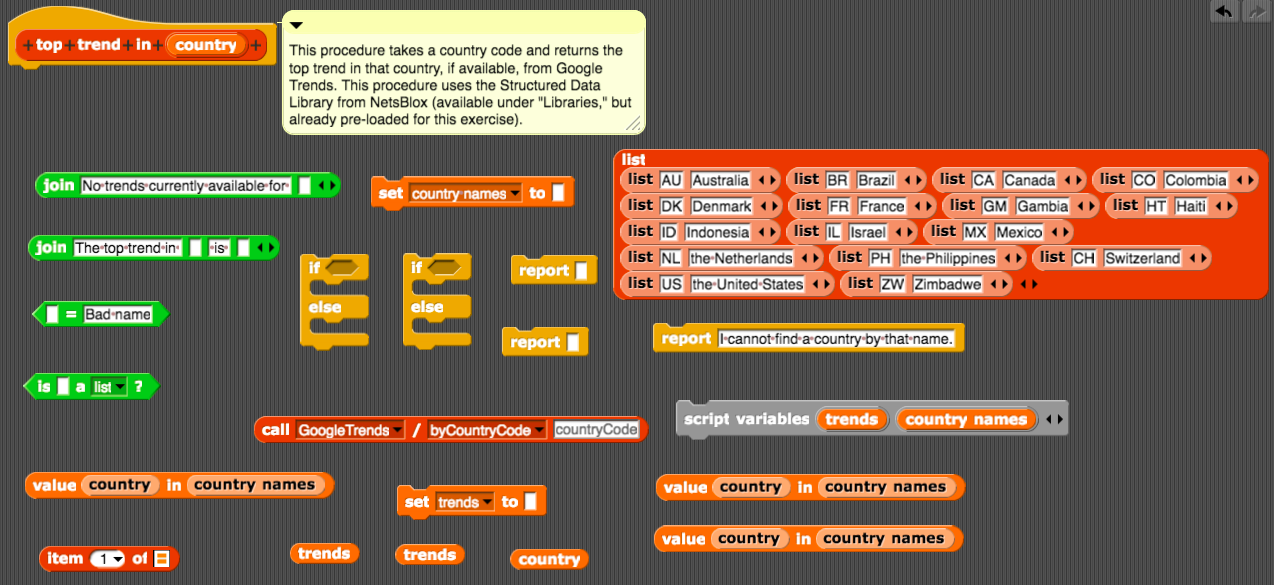 + top + trend + in + country +
This procedure takes a country code and returns the
top trend in that country, if available, from Google
Trends. This procedure uses the Structured Data
Library from NetsBlox (available under "Libraries," but
already pre-loaded for this exercise).
list
list AU Australia list BR Brazil list CA Canada list CO Colombia
list DK Denmark list FR France list GM Gambia list HT Haiti
list ID Indonesia list IL Israel list MX Mexico
list NL the Netherlands list PH the Philippines list CH Switzerland
list US the United States list ZW Zimbabwe
join No trends currently available for
set country names to
join The top trend in is
if else
if else
report
report
= Bad name
report I cannot find a country by that name.
is a list ?
call GoogleTrends / byCountryCode countryCode
script variables trends country names
value country in country names
set trends to
value country in country names
value country in country names
item 1 of
trends
trends
country